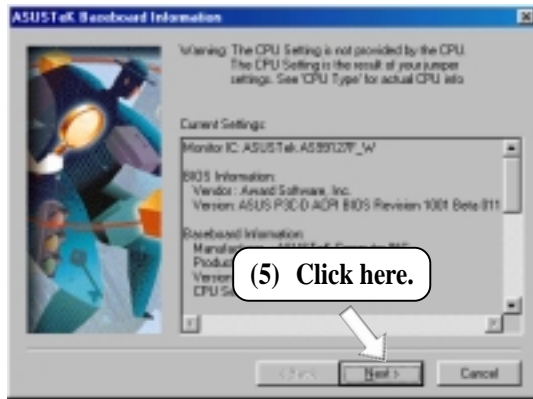 ASUSTeK Baseboard Information
Warning: The CPU Setting is not provided by the CPU.
The CPU Setting is the result of your jumper
settings. See 'CPU Type' for actual CPU info
Current Settings:
Monitor IC: ASUSTek AS99127F_W
BIOS Information:
Vendor: Award Software, Inc.
Version: ASUS P3C-D ACPI BIOS Revision 1001 Beta 011
Baseboard Information:
(5) Click here.
< Back
Next >
Cancel